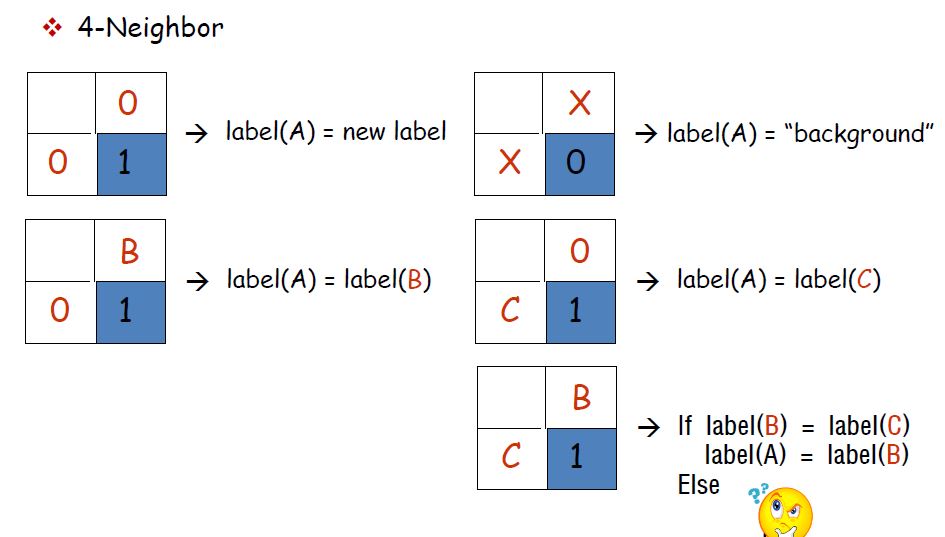 ❖ 4-Neighbor
0
0 1
→ label(A) = new label
X
X 0
→ label(A) = “background”
B
0 1
→ label(A) = label(B)
0
C 1
→ label(A) = label(C)
B
C 1
→ If label(B) = label(C)
label(A) = label(B)
Else
??